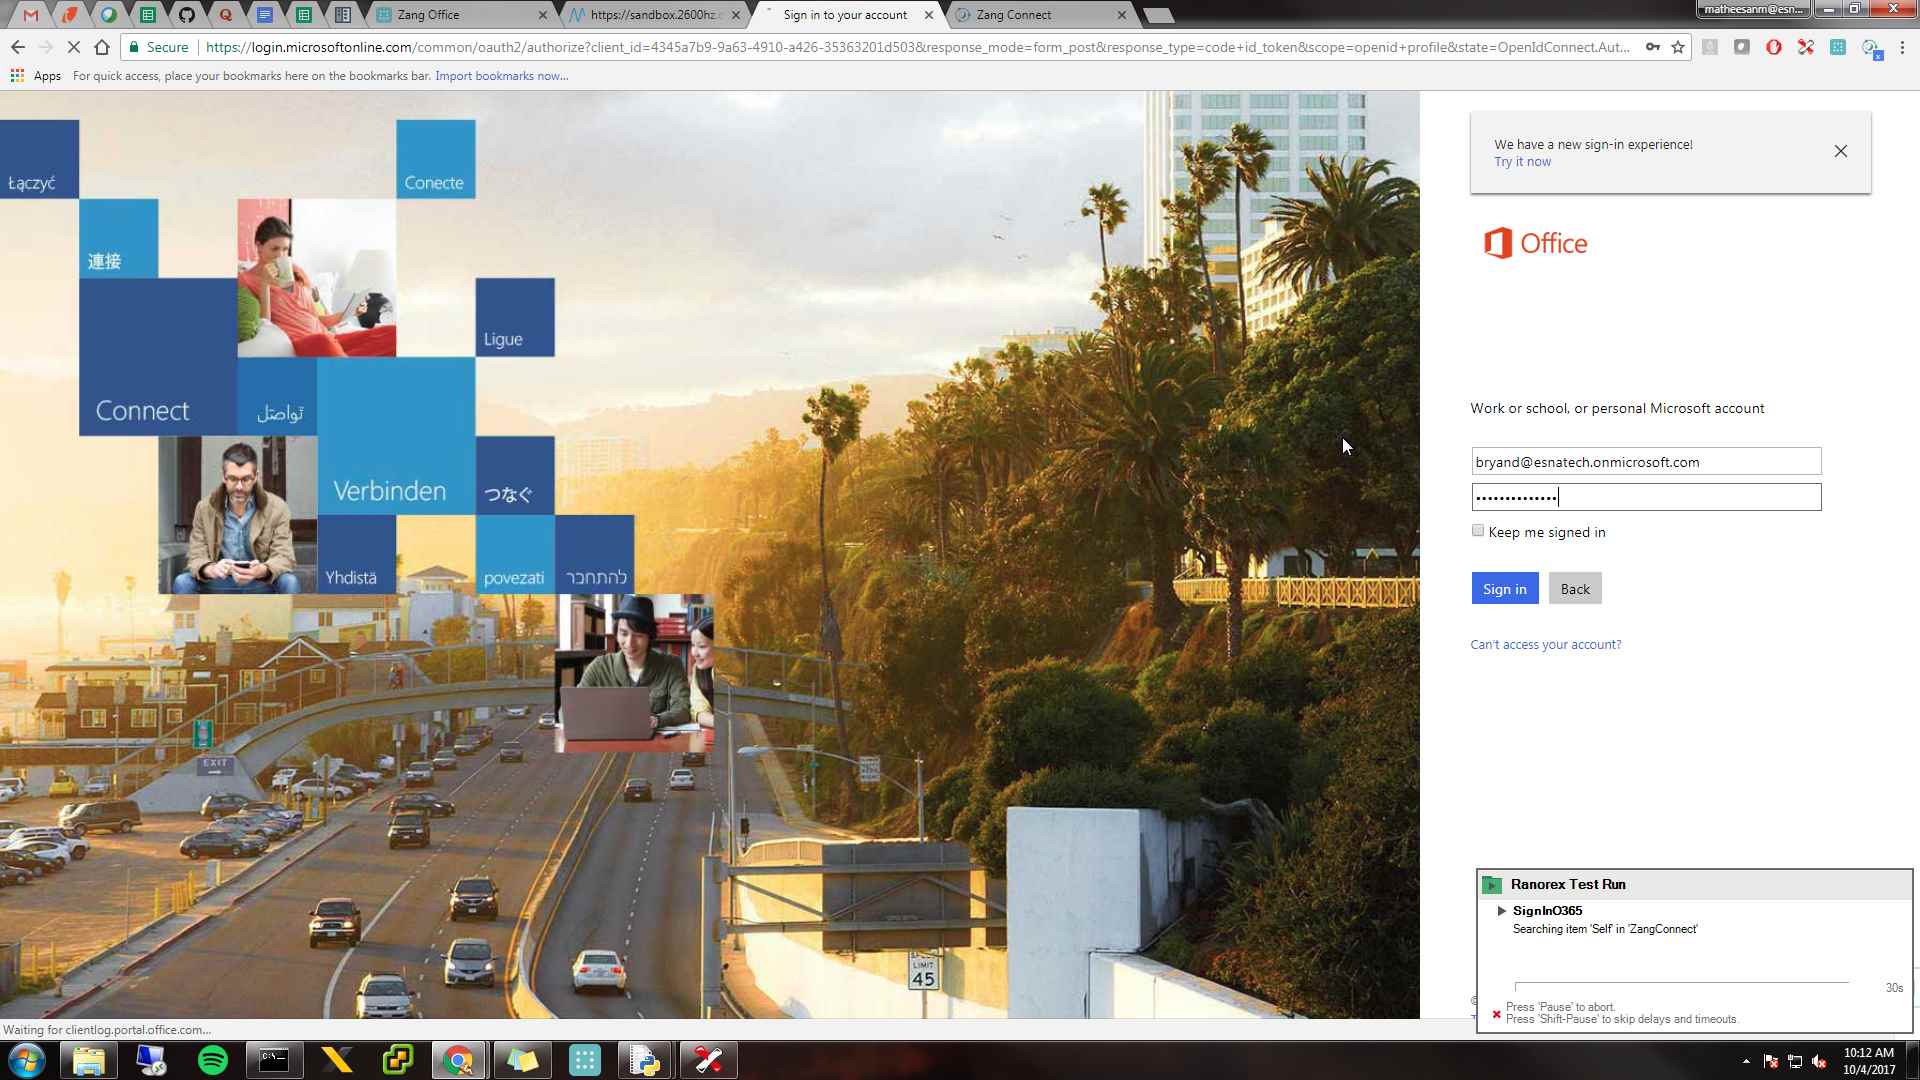 Zang Office
https://sandbox.2600hz.c
Sign in to your account
Zang Connect
matheesanm@esn...
Secure
https://login.microsoftonline.com/common/oauth2/authorize?client_id=4345a7b9-9a63-4910-a426-35363201d503&response_mode=form_post&response_type=code+id_token&scope=openid+profile&state=OpenIdConnect.Aut...
Apps
For quick access, place your bookmarks here on the bookmarks bar. Import bookmarks now...
Łączyć
Conecte
連接
Ligue
Connect
تواصَل
Verbinden
つなぐ
Yhdistä
povezati
להתחבר
EXIT
LIMIT
45
We have a new sign-in experience!
Try it now
Office
Work or school, or personal Microsoft account
bryand@esnatech.onmicrosoft.com
••••••••••••••
Keep me signed in
Sign in
Back
Can't access your account?
Ranorex Test Run
SignInO365
Searching item 'Self' in 'ZangConnect'
30s
Press 'Pause' to abort.
Press 'Shift-Pause' to skip delays and timeouts.
Waiting for clientlog.portal.office.com...
10:12 AM
10/4/2017